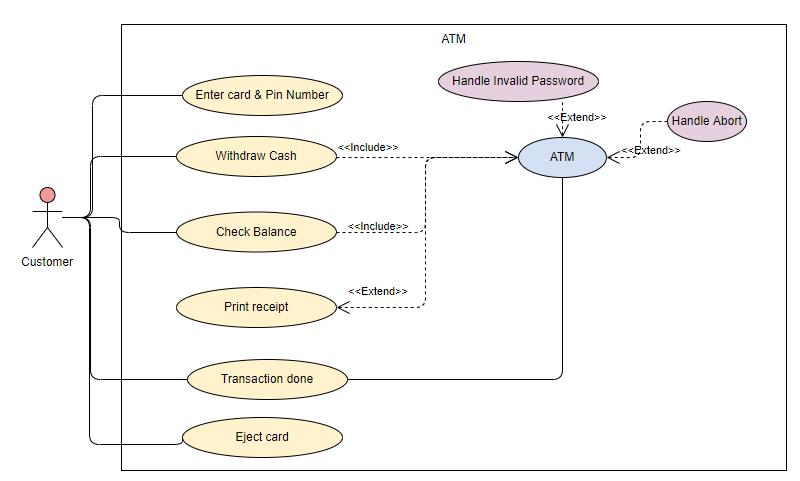 ATM
Handle Invalid Password
Enter card & Pin Number
<<Extend>>
Handle Abort
<<Include>>
Withdraw Cash
ATM
<<Extend>>
Check Balance
<<Include>>
Customer
<<Extend>>
Print receipt
Transaction done
Eject card